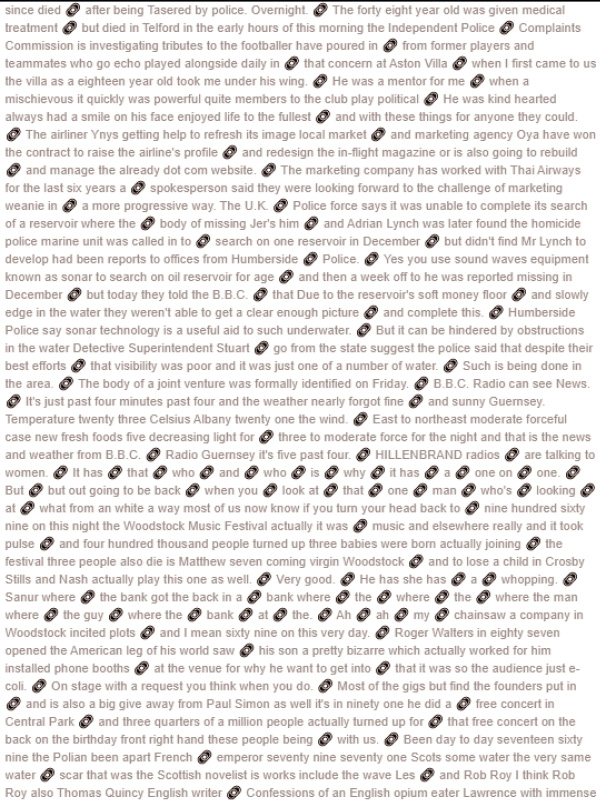 since died after being Tasered by police. Overnight. The forty eight year old was given medical
treatment but died in Telford in the early hours of this morning the Independent Police Complaints
Commission is investigating tributes to the footballer have poured in from former players and
teammates who go echo played alongside daily in that concern at Aston Villa when I first came to us
the villa as a eighteen year old took me under his wing. He was a mentor for me when a
mischievous it quickly was powerful quite members to the club play political He was kind hearted
always had a smile on his face enjoyed life to the fullest and with these things for anyone they could.
The airliner Ynys getting help to refresh its image local market and marketing agency Oya have won
the contract to raise the airline's profile and redesign the in-flight magazine or is also going to rebuild
and manage the already dot com website. The marketing company has worked with Thai Airways
for the last six years a spokesperson said they were looking forward to the challenge of marketing
weanie in a more progressive way. The U.K. Police force says it was unable to complete its search
of a reservoir where the body of missing Jer's him and Adrian Lynch was later found the homicide
police marine unit was called in to search on one reservoir in December but didn't find Mr Lynch to
develop had been reports to offices from Humberside Police. Yes you use sound waves equipment
known as sonar to search on oil reservoir for age and then a week off to he was reported missing in
December but today they told the B.B.C. that Due to the reservoir's soft money floor and slowly
edge in the water they weren't able to get a clear enough picture and complete this. Humberside
Police say sonar technology is a useful aid to such underwater. But it can be hindered by obstructions
in the water Detective Superintendent Stuart go from the state suggest the police said that despite their
best efforts that visibility was poor and it was just one of a number of water. Such is being done in
the area. The body of a joint venture was formally identified on Friday. B.B.C. Radio can see News.
It's just past four minutes past four and the weather nearly forgot fine and sunny Guernsey.
Temperature twenty three Celsius Albany twenty one the wind. East to northeast moderate forceful
case new fresh foods five decreasing light for three to moderate force for the night and that is the news
and weather from B.B.C. Radio Guernsey it's five past four. HILLENBRAND radios are talking to
women. It has that who and who is why it has a one on one.
But but out going to be back when you look at that one man who's looking
at what from an white a way most of us now know if you turn your head back to nine hundred sixty
nine on this night the Woodstock Music Festival actually it was music and elsewhere really and it took
pulse and four hundred thousand people turned up three babies were born actually joining the
festival three people also die is Matthew seven coming virgin Woodstock and to lose a child in Crosby
Stills and Nash actually play this one as well. Very good. He has she has a whopping.
Sanur where the bank got the back in a bank where the where the where the man
where the guy where the bank at the. Ah ah my chainsaw a company in
Woodstock incited plots and I mean sixty nine on this very day. Roger Walters in eighty seven
opened the American leg of his world saw his son a pretty bizarre which actually worked for him
installed phone booths at the venue for why he want to get into that it was so the audience just e-
coli. On stage with a request you think when you do. Most of the gigs but find the founders put in
and is also a big give away from Paul Simon as well it's in ninety one he did a free concert in
Central Park and three quarters of a million people actually turned up for that free concert on the
back on the birthday front right hand these people being with us. Been day to day seventeen sixty
nine the Polian been apart French emperor seventy nine seventy one Scots some water the very same
water scar that was the Scottish novelist is works include the wave Les and Rob Roy I think Rob
Roy also Thomas Quincy English writer Confessions of an English opium eater Lawrence with immense